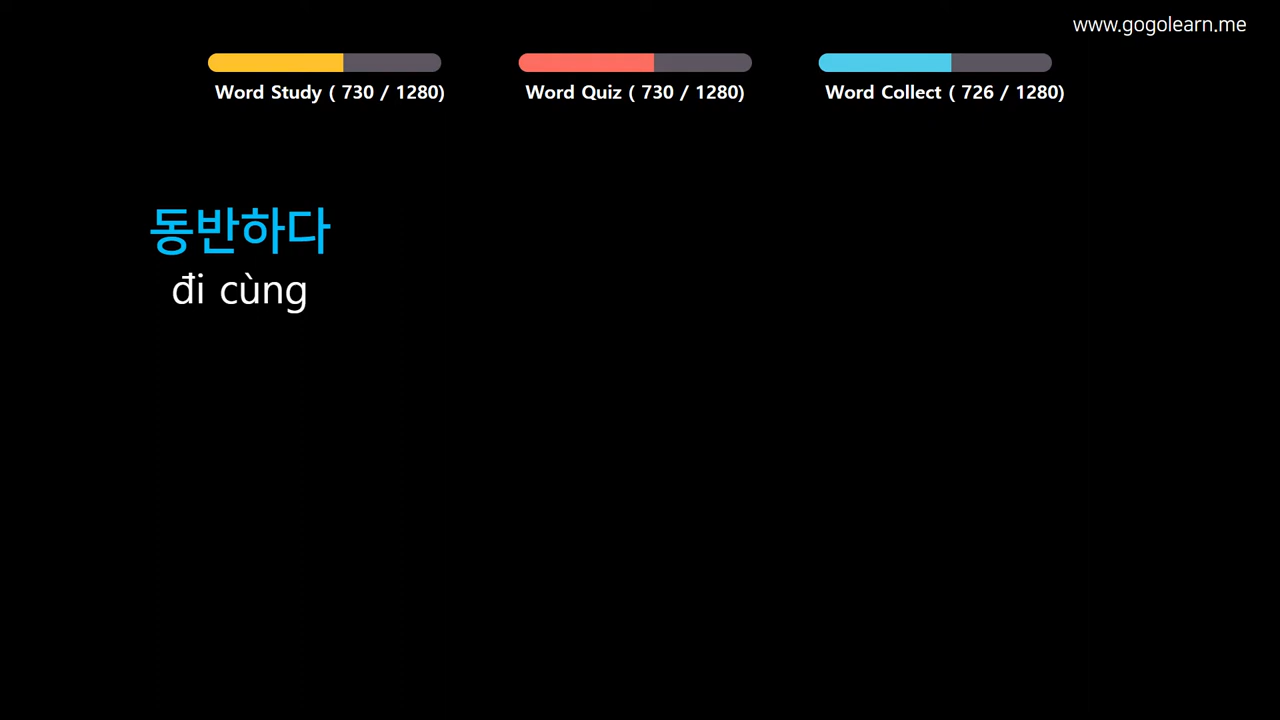 www.gogolearn.me
Word Study ( 730 / 1280)
Word Quiz ( 730 / 1280)
Word Collect ( 726 / 1280)
동반하다
đi cùng